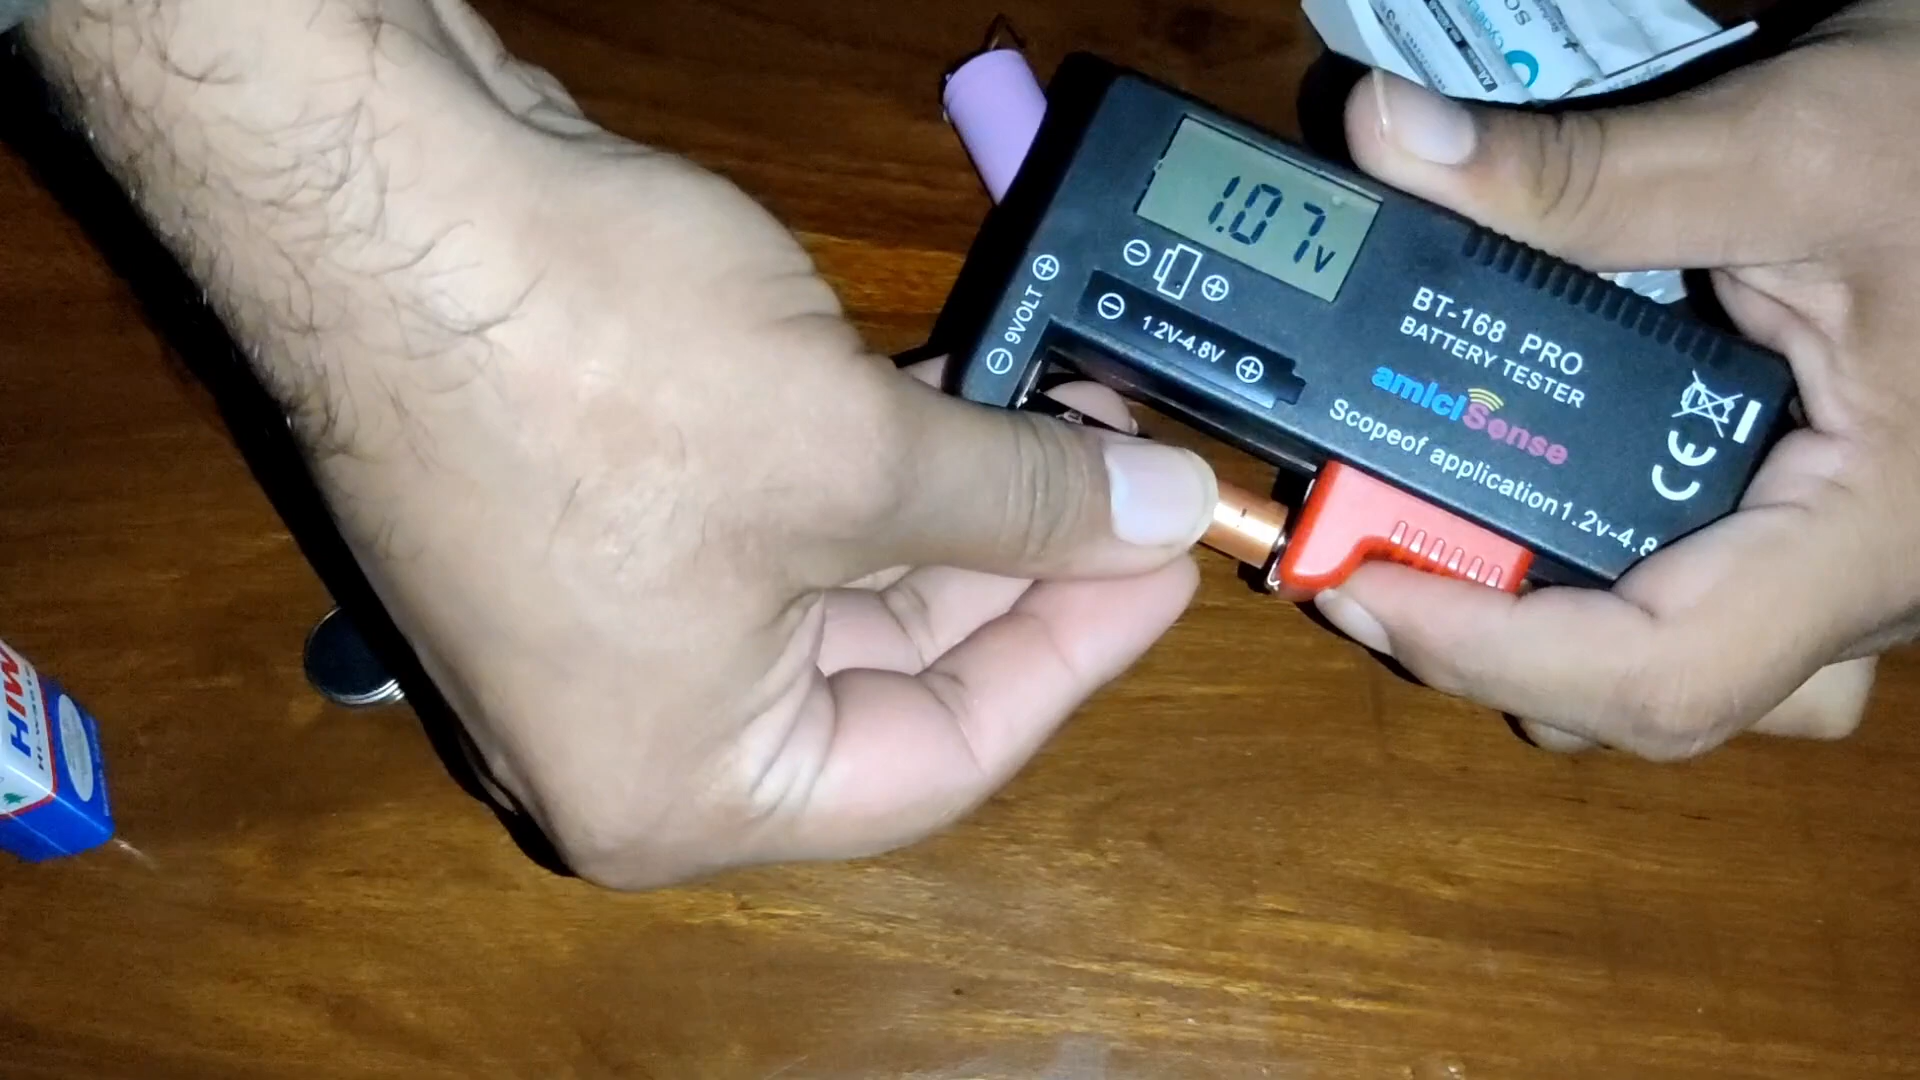 1.07v
⊖ ⊕
⊖ 9VOLT ⊕
⊖ 1.2V-4.8V ⊕
BT-168 PRO
BATTERY TESTER
amiciSense
Scopeof application1.2v-4.8
CE
HIW